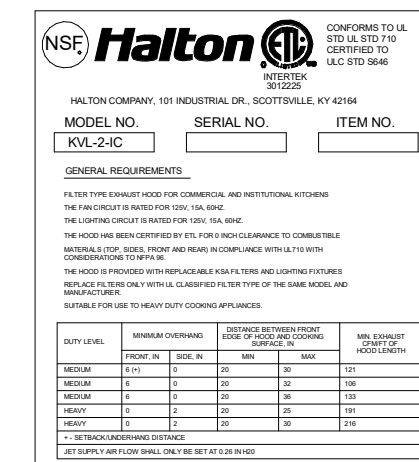 NSF Halton ETL LISTED
CONFORMS TO UL
STD UL STD 710
CERTIFIED TO
ULC STD S646
INTERTEK
3012225
HALTON COMPANY, 101 INDUSTRIAL DR., SCOTTSVILLE, KY 42164
MODEL NO. SERIAL NO. ITEM NO.
KVL-2-IC
GENERAL REQUIREMENTS
FILTER TYPE EXHAUST HOOD FOR COMMERCIAL AND INSTITUTIONAL KITCHENS
THE FAN CIRCUIT IS RATED FOR 125V, 15A, 60HZ.
THE LIGHTING CIRCUIT IS RATED FOR 125V, 15A, 60HZ.
THE HOOD HAS BEEN CERTIFIED BY ETL FOR 0 INCH CLEARANCE TO COMBUSTIBLE
MATERIALS (TOP, SIDES, FRONT AND REAR) IN COMPLIANCE WITH UL710 WITH
CONSIDERATIONS TO NFPA 96.
THE HOOD IS PROVIDED WITH REPLACEABLE KSA FILTERS AND LIGHTING FIXTURES
REPLACE FILTERS ONLY WITH UL CLASSIFIED FILTER TYPE OF THE SAME MODEL AND
MANUFACTURER.
SUITABLE FOR USE TO HEAVY DUTY COOKING APPLIANCES.
DUTY LEVEL
MINIMUM OVERHANG
DISTANCE BETWEEN FRONT
EDGE OF HOOD AND COOKING
SURFACE, IN
MIN. EXHAUST
CFM/FT OF
HOOD LENGTH
FRONT, IN SIDE, IN MIN MAX
MEDIUM 6 (+) 0 20 30 121
MEDIUM 6 0 20 32 106
MEDIUM 6 0 20 36 133
HEAVY 0 2 20 25 191
HEAVY 0 2 20 30 216
+ - SETBACK/UNDERHANG DISTANCE
JET SUPPLY AIR FLOW SHALL ONLY BE SET AT 0.26 IN H20